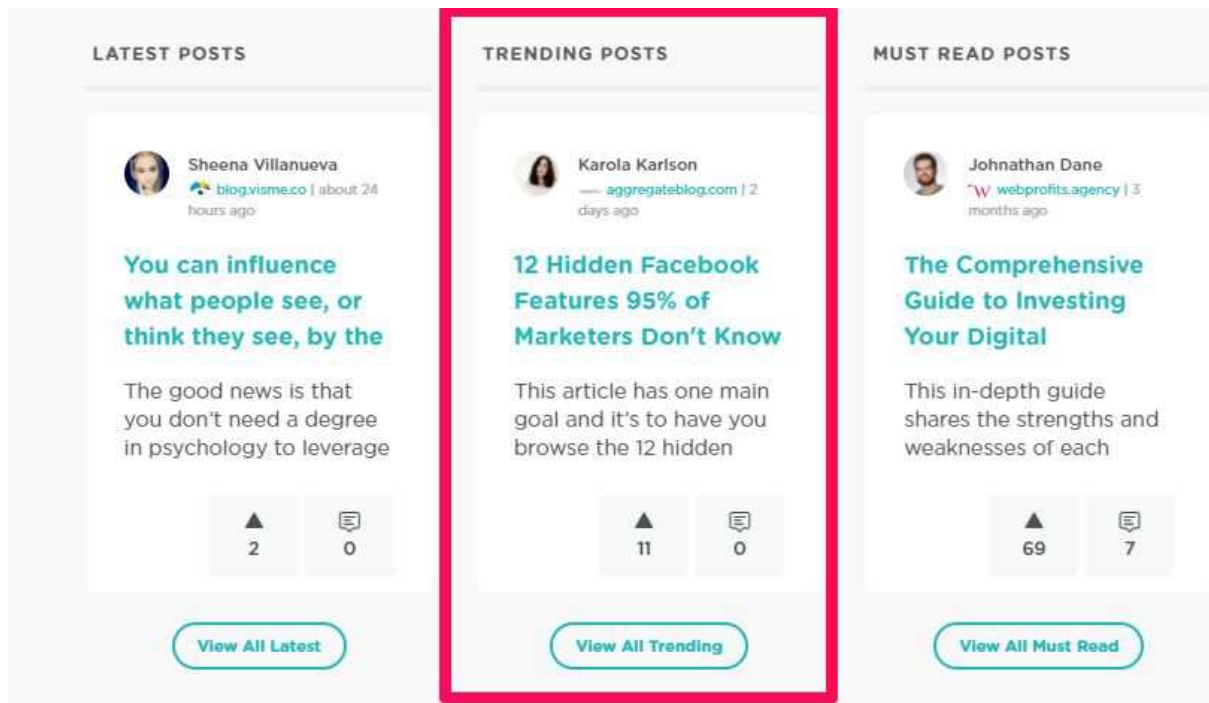 LATEST POSTS
Sheena Villanueva
blog.visme.co | about 24
hours ago
You can influence
what people see, or
think they see, by the
The good news is that
you don't need a degree
in psychology to leverage
2
0
View All Latest
TRENDING POSTS
Karola Karlson
aggregateblog.com | 2
days ago
12 Hidden Facebook
Features 95% of
Marketers Don't Know
This article has one main
goal and it's to have you
browse the 12 hidden
11
0
View All Trending
MUST READ POSTS
Johnathan Dane
W webprofits.agency | 3
months ago
The Comprehensive
Guide to Investing
Your Digital
This in-depth guide
shares the strengths and
weaknesses of each
69
7
View All Must Read